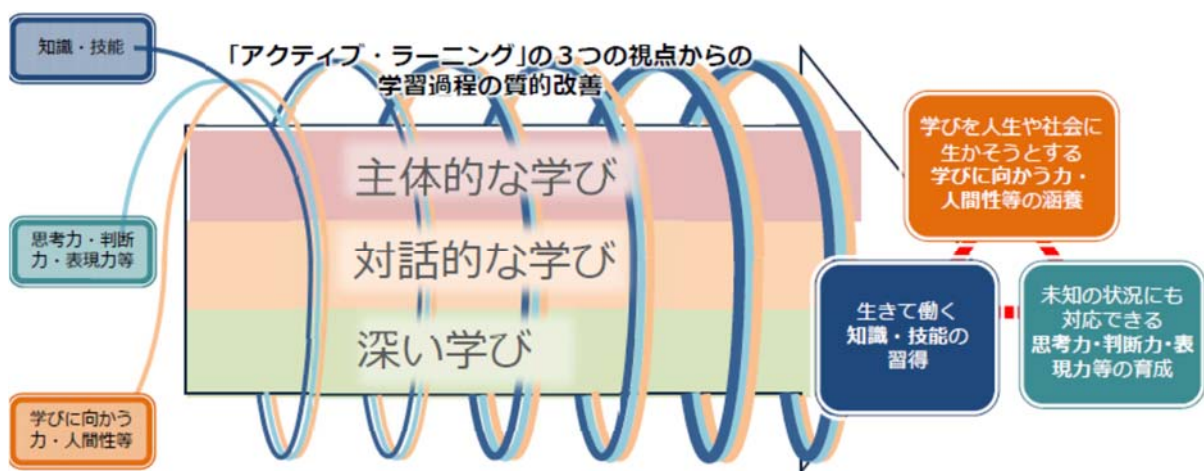 知識・技能
「アクティブ・ラーニング」の３つの視点からの
学習過程の質的改善
主体的な学び
対話的な学び
深い学び
思考力・判断
力・表現力等
学びに向かう
力・人間性等
学びを人生や社会に
生かそうとする
学びに向かう力・
人間性等の涵養
生きて働く
知識・技能の
習得
未知の状況にも
対応できる
思考力・判断力・表
現力等の育成